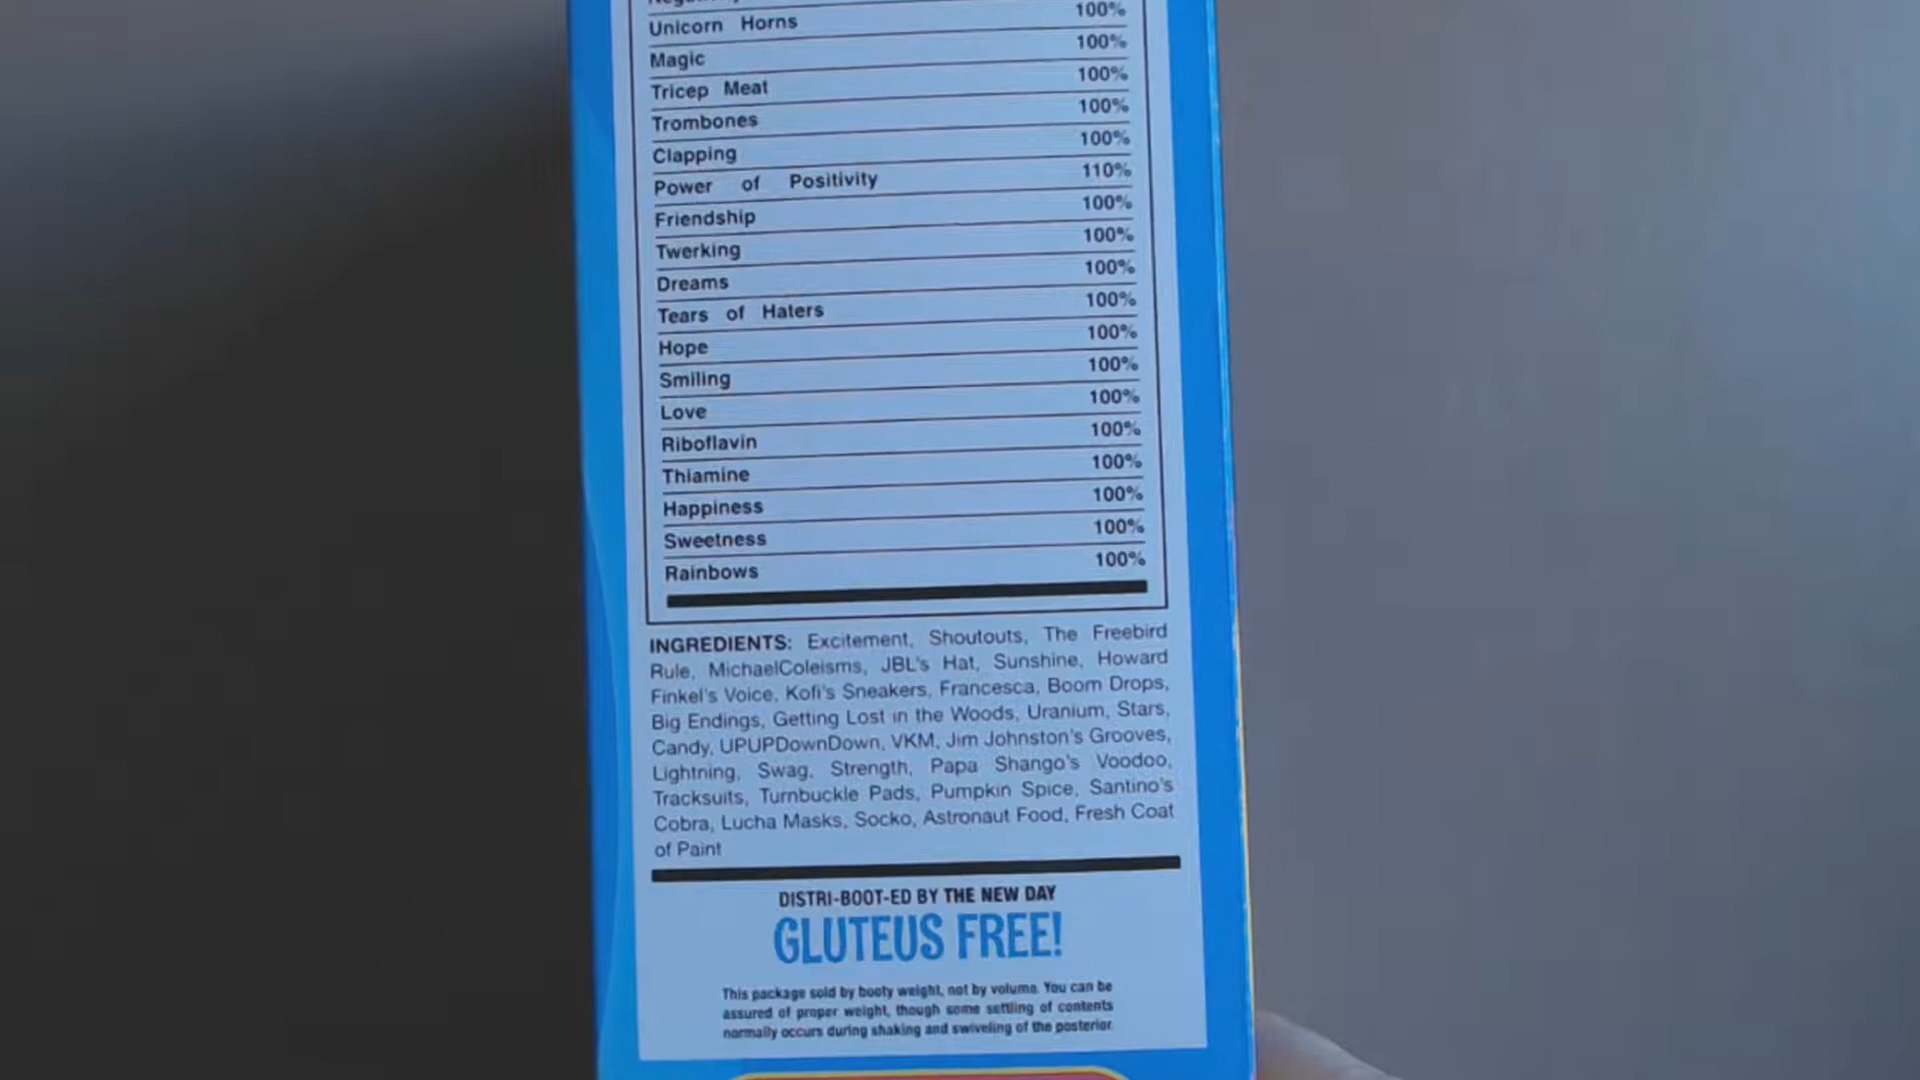 Unicorn Horns 100%
Magic 100%
Tricep Meat 100%
Trombones 100%
Clapping 100%
Power of Positivity 110%
Friendship 100%
Twerking 100%
Dreams 100%
Tears of Haters 100%
Hope 100%
Smiling 100%
Love 100%
Riboflavin 100%
Thiamine 100%
Happiness 100%
Sweetness 100%
Rainbows 100%
INGREDIENTS: Excitement, Shoutouts, The Freebird
Rule, MichaelColeisms, JBL's Hat, Sunshine, Howard
Finkel's Voice, Kofi's Sneakers, Francesca, Boom Drops,
Big Endings, Getting Lost in the Woods, Uranium, Stars,
Candy, UPUPDownDown, VKM, Jim Johnston's Grooves,
Lightning, Swag, Strength, Papa Shango's Voodoo,
Tracksuits, Turnbuckle Pads, Pumpkin Spice, Santino's
Cobra, Lucha Masks, Socko, Astronaut Food, Fresh Coat
of Paint
DISTRI-BOOT-ED BY THE NEW DAY
GLUTEUS FREE!
This package sold by booty weight, not by volume. You can be
assured of proper weight, though some settling of contents
normally occurs during shaking and swiveling of the posterior.